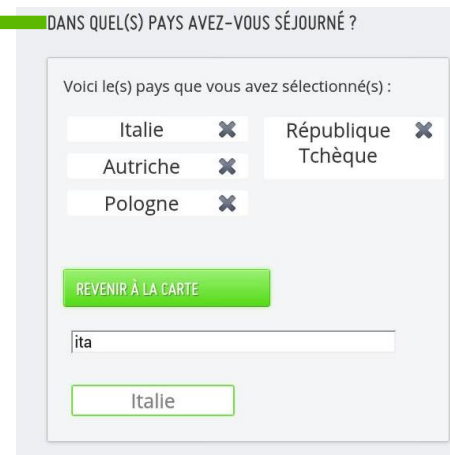 DANS QUEL(S) PAYS AVEZ-VOUS SÉJOURNÉ ?
Voici le(s) pays que vous avez sélectionné(s) :
Italie
République
Tchèque
Autriche
Pologne
REVENIR À LA CARTE
ita
Italie